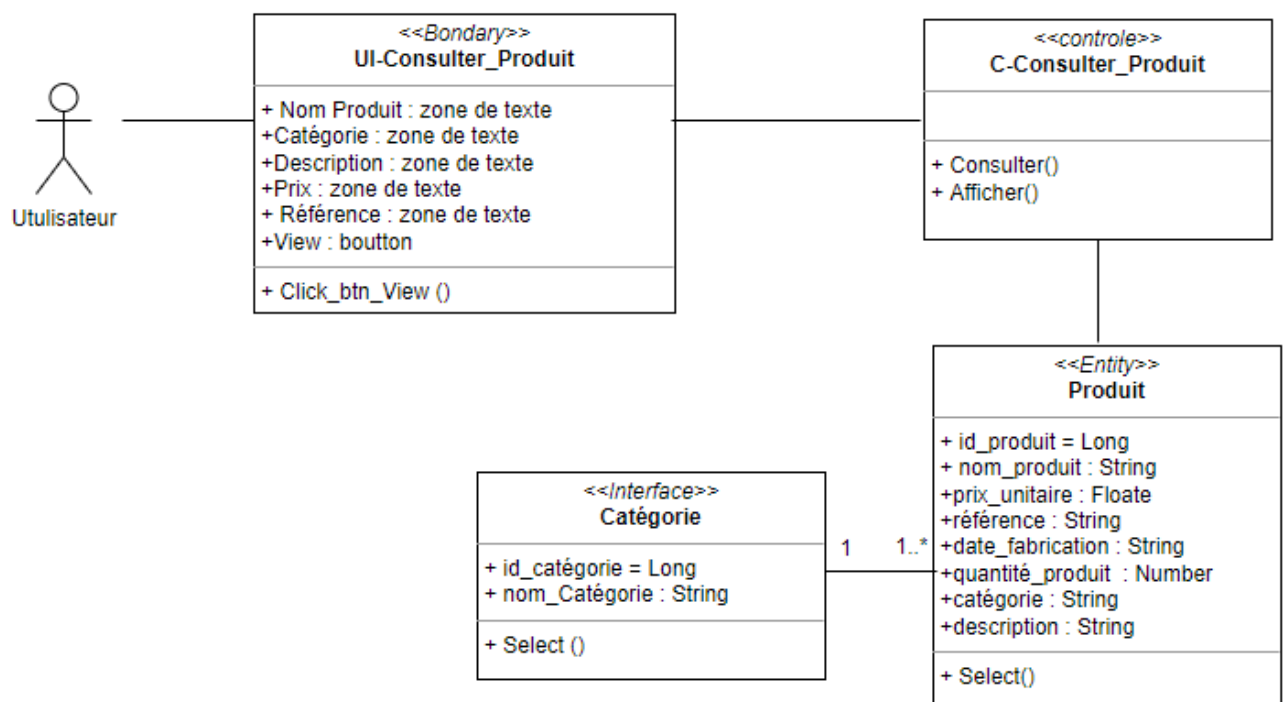 <<Bondary>>
UI-Consulter_Produit
+ Nom Produit : zone de texte
+Catégorie : zone de texte
+Description : zone de texte
+Prix : zone de texte
+ Référence : zone de texte
+View : boutton
+ Click_btn_View ()
Utulisateur
<<controle>>
C-Consulter_Produit
+ Consulter()
+ Afficher()
<<Entity>>
Produit
+ id_produit = Long
+ nom_produit : String
+prix_unitaire : Floate
+référence : String
+date_fabrication : String
+quantité_produit : Number
+catégorie : String
+description : String
+ Select()
<<Interface>>
Catégorie
+ id_catégorie = Long
+ nom_Catégorie : String
+ Select ()
1
1..*